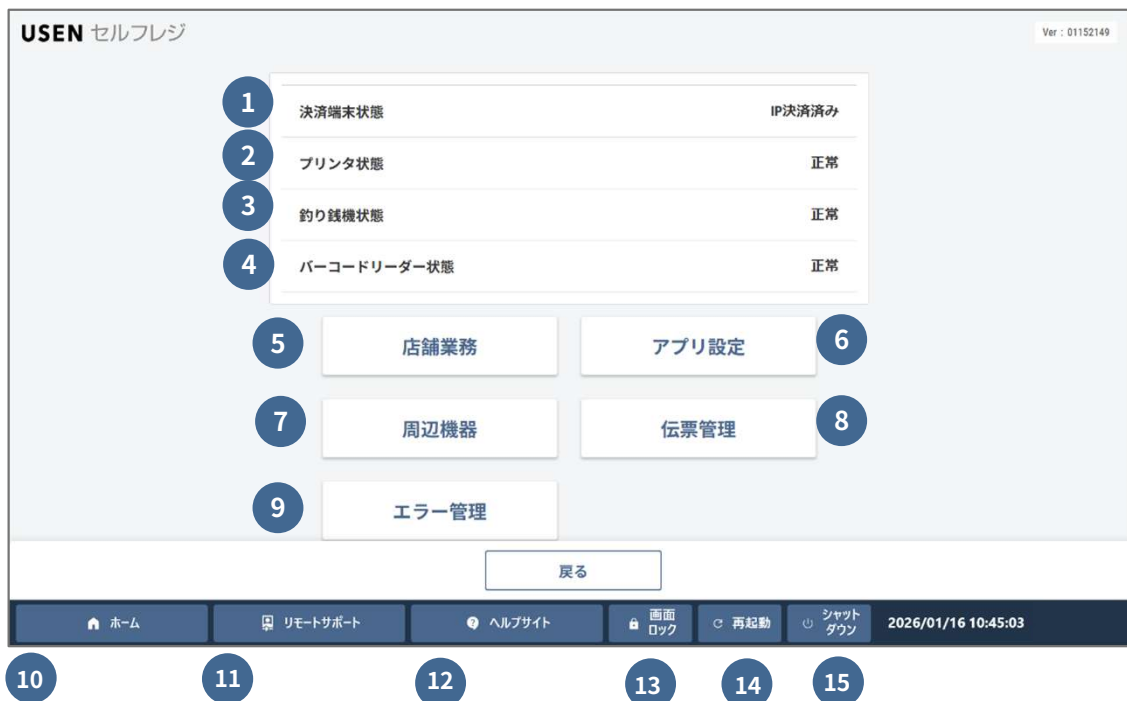 USEN セルフレジ
Ver : 01152149
1 決済端末状態 IP決済済み
2 プリンタ状態 正常
3 釣り銭機状態 正常
4 バーコードリーダー状態 正常
5 店舗業務 アプリ設定 6
7 周辺機器 伝票管理 8
9 エラー管理
戻る
ホーム リモートサポート ヘルプサイト 画面ロック 再起動 シャットダウン 2026/01/16 10:45:03
10 11 12 13 14 15